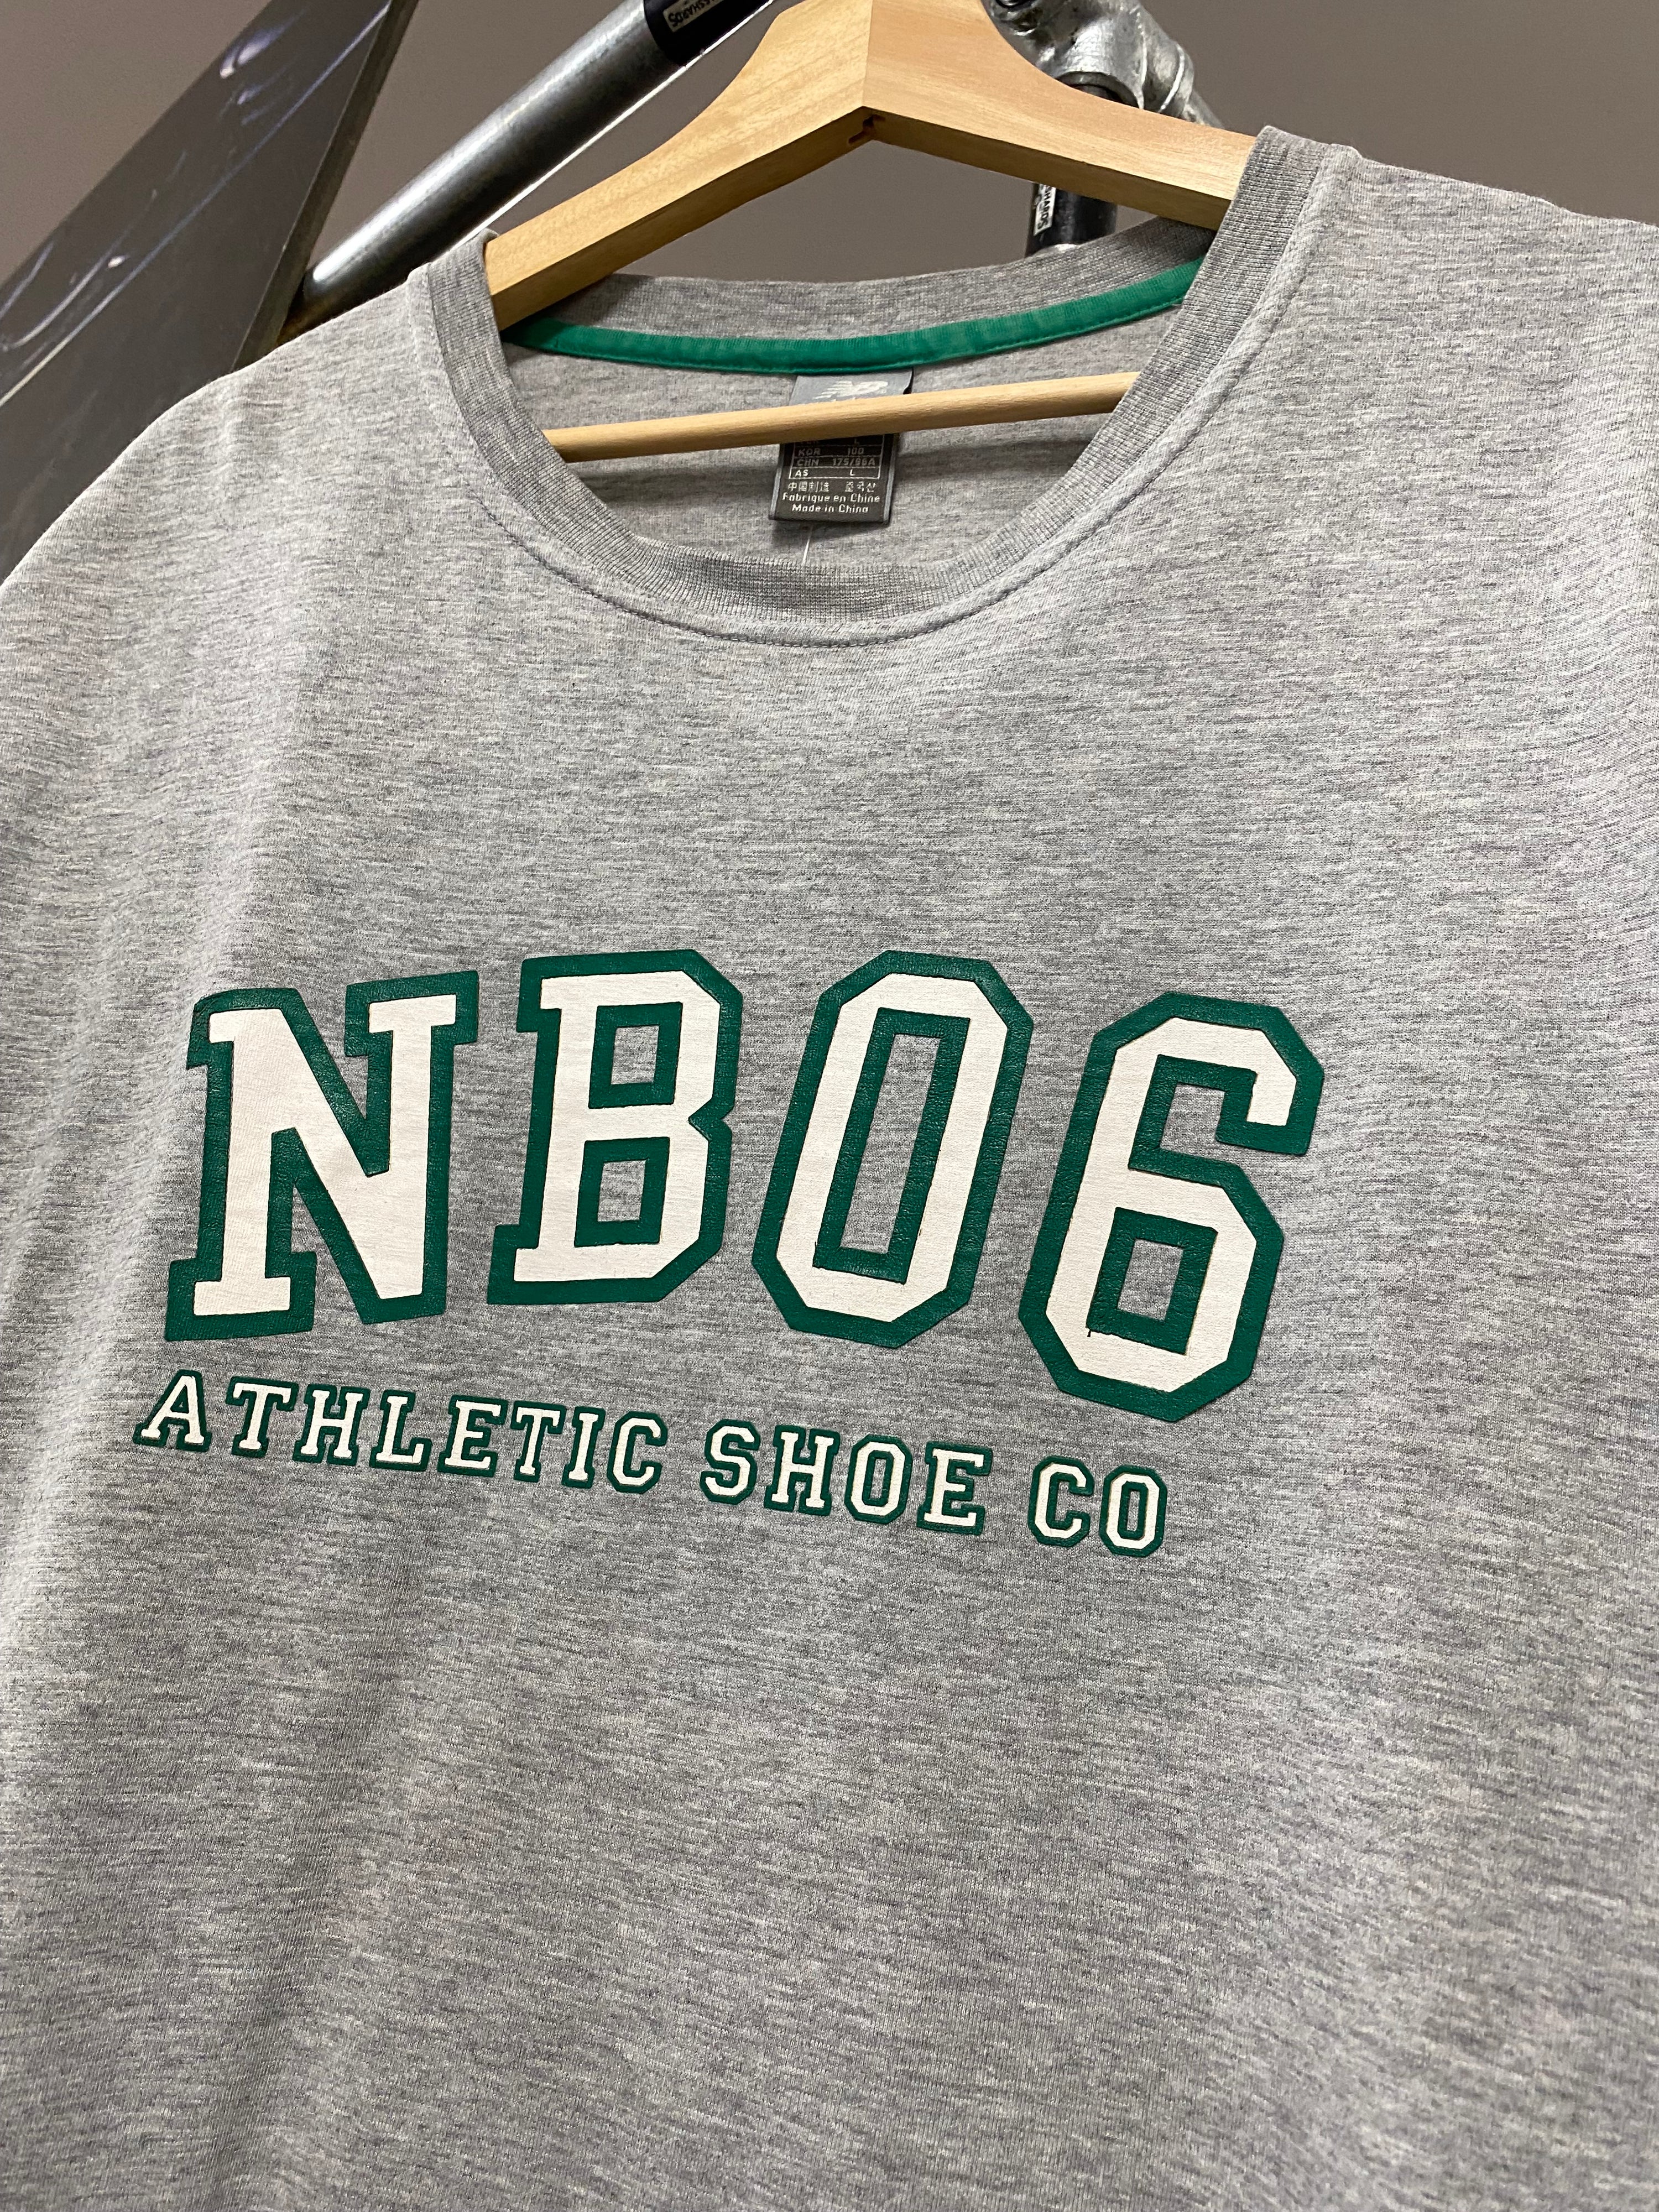 L
KOR 100
CHN 175/96A
AS L
中国制造 중국산
Fabriqué en Chine
Made in China
NB06
ATHLETIC SHOE CO